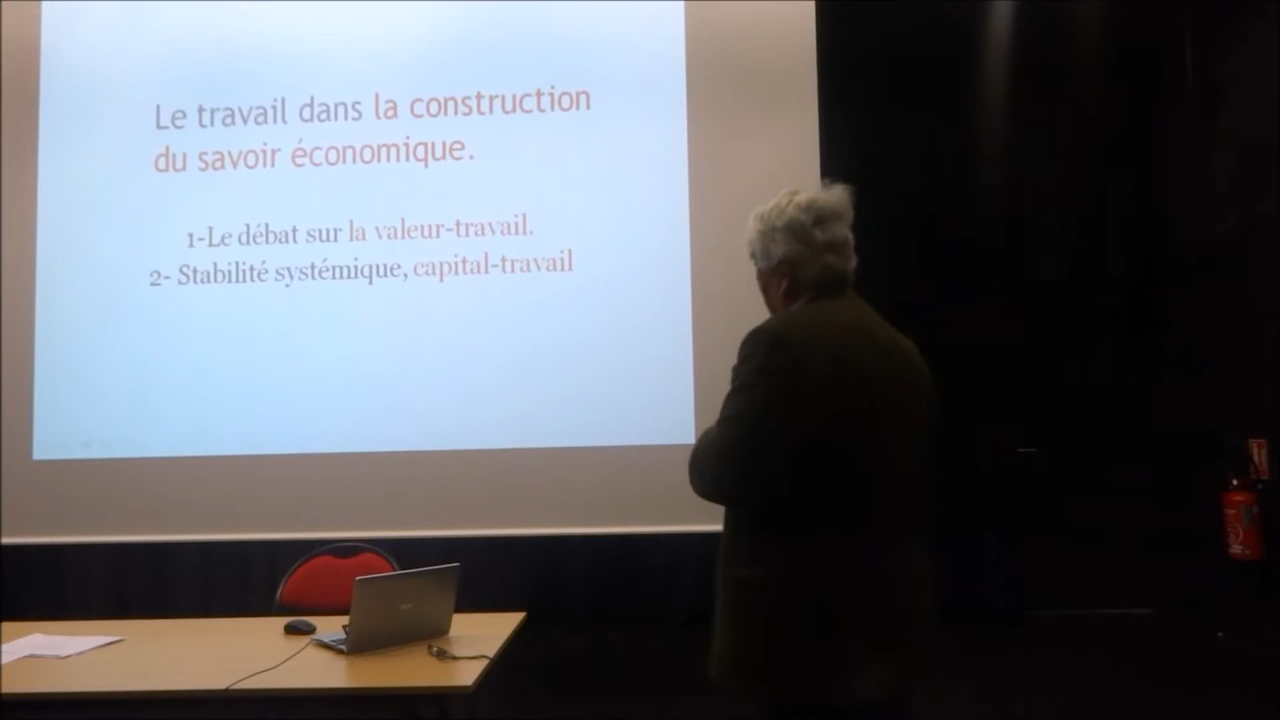 Le travail dans la construction
du savoir économique.
1-Le débat sur la valeur-travail.
2- Stabilité systémique, capital-travail